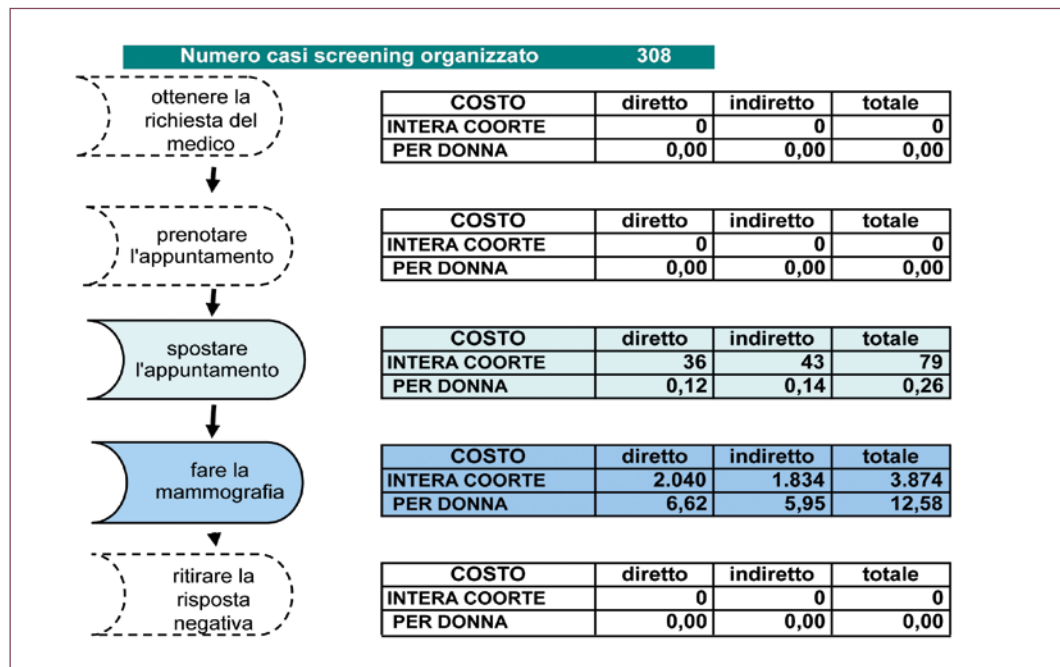 Numero casi screening organizzato 308
ottenere la
richiesta del
medico
COSTO diretto indiretto totale
INTERA COORTE 0 0 0
PER DONNA 0,00 0,00 0,00
prenotare
l'appuntamento
COSTO diretto indiretto totale
INTERA COORTE 0 0 0
PER DONNA 0,00 0,00 0,00
spostare
l'appuntamento
COSTO diretto indiretto totale
INTERA COORTE 36 43 79
PER DONNA 0,12 0,14 0,26
fare la
mammografia
COSTO diretto indiretto totale
INTERA COORTE 2.040 1.834 3.874
PER DONNA 6,62 5,95 12,58
ritirare la
risposta
negativa
COSTO diretto indiretto totale
INTERA COORTE 0 0 0
PER DONNA 0,00 0,00 0,00